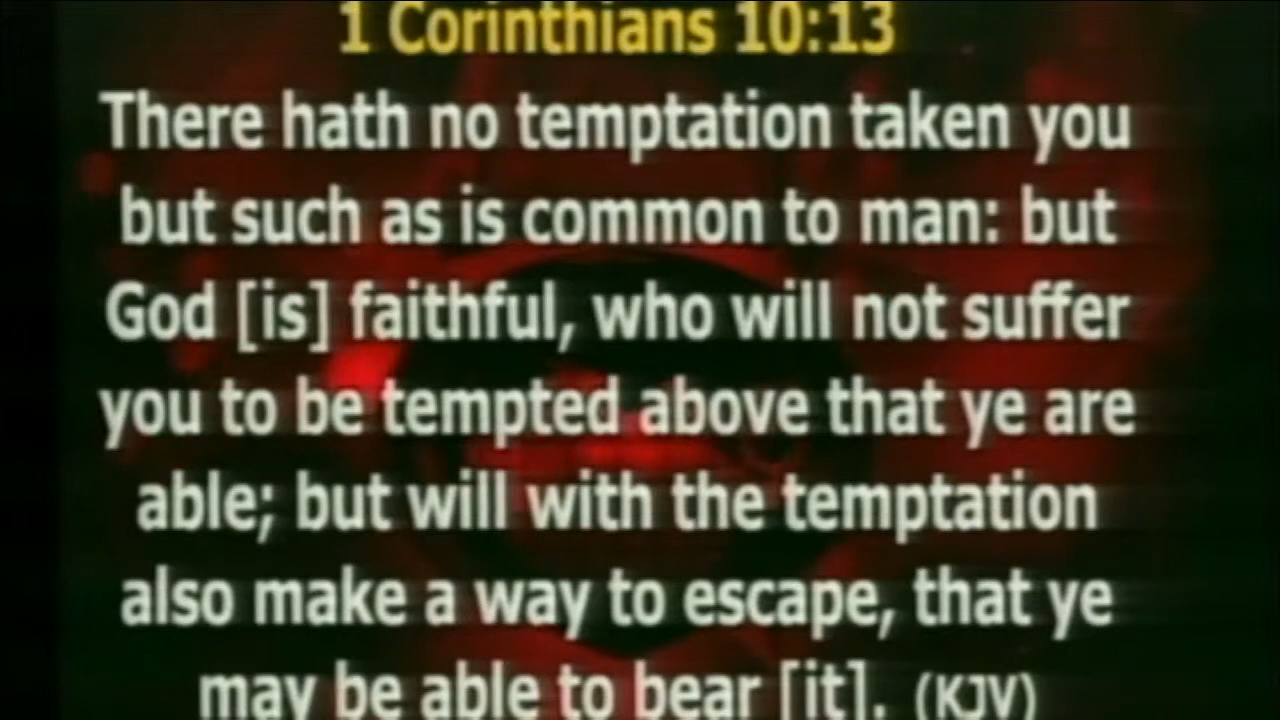 1 Corinthians 10:13
There hath no temptation taken you
but such as is common to man: but
God [is] faithful, who will not suffer
you to be tempted above that ye are
able; but will with the temptation
also make a way to escape, that ye
may be able to bear [it]. (KJV)